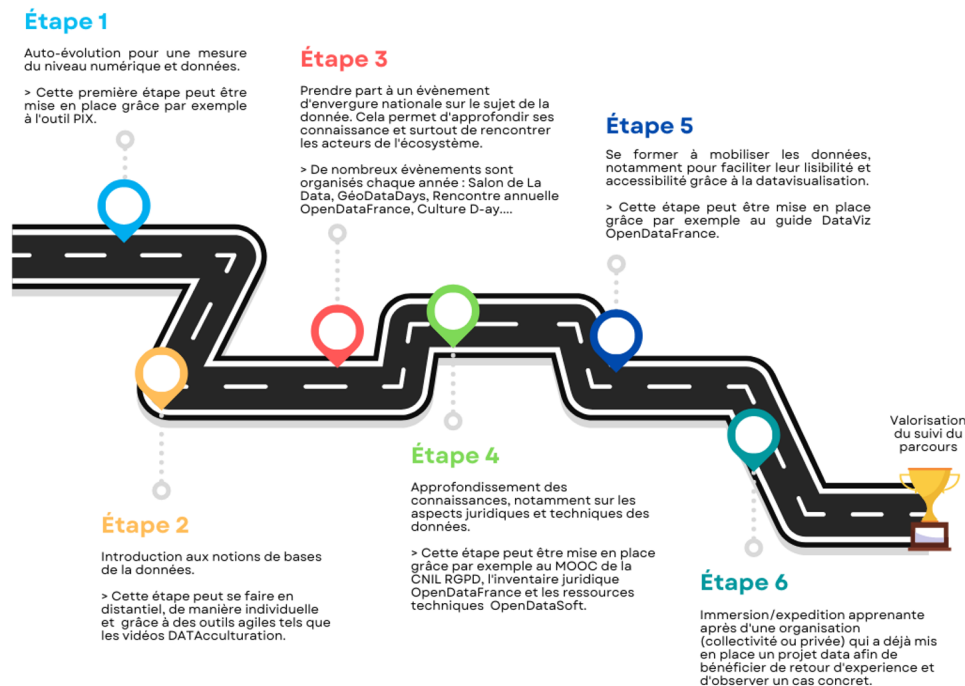 Étape 1
Auto-évolution pour une mesure
du niveau numérique et données.
> Cette première étape peut être
mise en place grâce par exemple
à l'outil PIX.
Étape 2
Introduction aux notions de bases
de la données.
> Cette étape peut se faire en
distantiel, de manière individuelle
et grâce à des outils agiles tels que
les vidéos DATAcculturation.
Étape 3
Prendre part à un évènement
d'envergure nationale sur le sujet de la
donnée. Cela permet d'approfondir ses
connaissance et surtout de rencontrer
les acteurs de l'écosystème.
> De nombreux évènements sont
organisés chaque année : Salon de La
Data, GéoDataDays, Rencontre annuelle
OpenDataFrance, Culture D-ay....
Étape 4
Approfondissement des
connaissances, notamment sur les
aspects juridiques et techniques des
données.
> Cette étape peut être mise en place
grâce par exemple au MOOC de la
CNIL RGPD, l'inventaire juridique
OpenDataFrance et les ressources
techniques OpenDataSoft.
Étape 5
Se former à mobiliser les données,
notamment pour faciliter leur lisibilité et
accessibilité grâce à la datavisualisation.
> Cette étape peut être mise en place
grâce par exemple au guide DataViz
OpenDataFrance.
Étape 6
Immersion/expedition apprenante
après d'une organisation
(collectivité ou privée) qui a déjà mis
en place un projet data afin de
bénéficier de retour d'experience et
d'observer un cas concret.
Valorisation
du suivi du
parcours